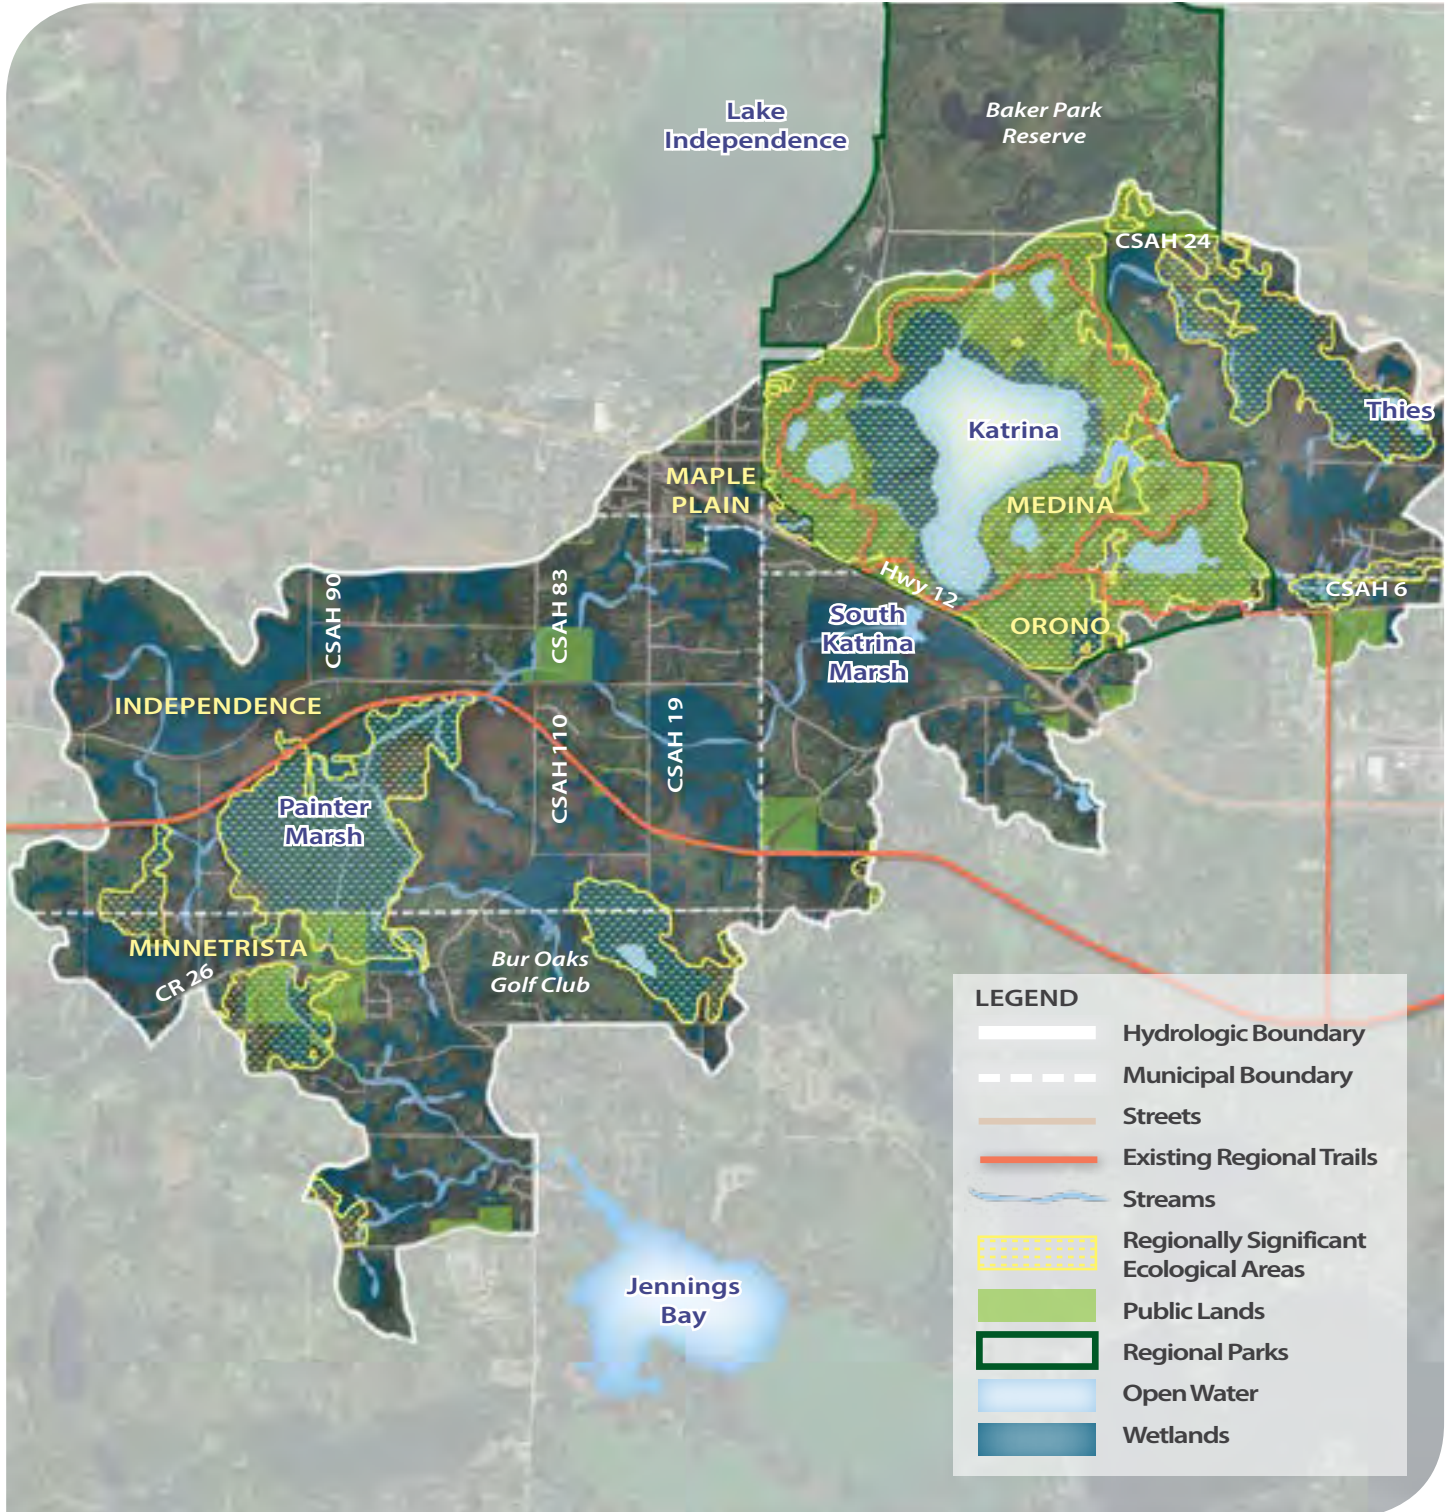 Lake
Independence
Baker Park
Reserve
CSAH 24
Thies
Katrina
MAPLE
PLAIN
MEDINA
Hwy 12
CSAH 6
CSAH 90
CSAH 83
South
Katrina
Marsh
ORONO
INDEPENDENCE
CSAH 110
CSAH 19
Painter
Marsh
MINNETRISTA
CR 26
Bur Oaks
Golf Club
Jennings
Bay
LEGEND
Hydrologic Boundary
Municipal Boundary
Streets
Existing Regional Trails
Streams
Regionally Significant
Ecological Areas
Public Lands
Regional Parks
Open Water
Wetlands